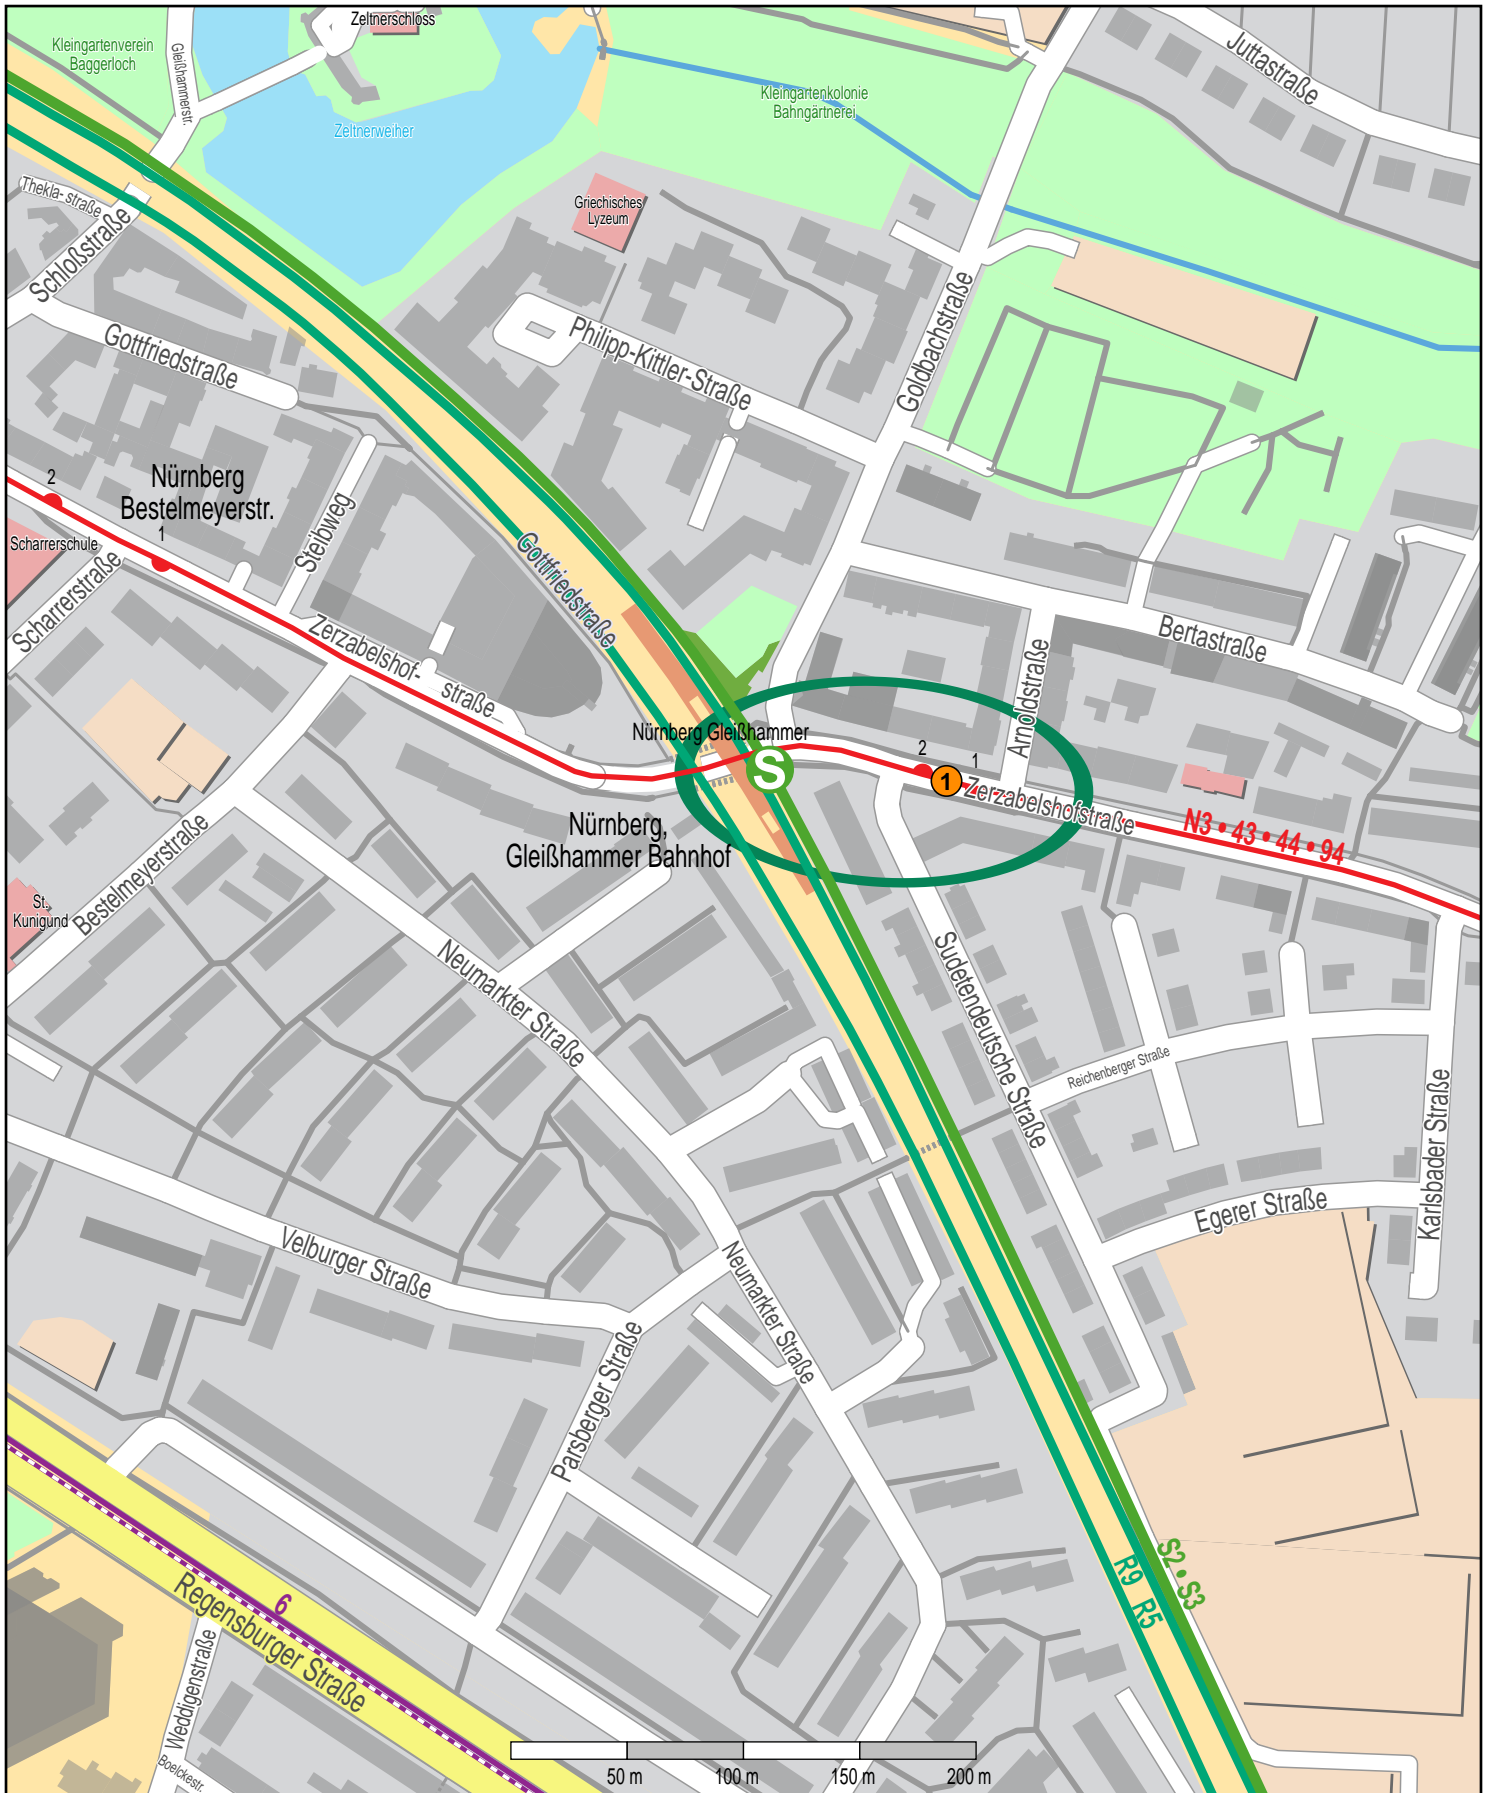 Zeltnerschloss
Kleingartenverein
Baggerloch
Gleißhammerstr.
Juttastraße
Kleingartenkolonie
Bahngärtnerei
Zeltnerweiher
Thekla- straße
Schloßstraße
Griechisches
Lyzeum
Goldbachstraße
Gottfriedstraße
Philipp-Kittler-Straße
2
Nürnberg
Bestelmeyerstr.
1
Scharrerschule
Steibweg
Gottfriedstraße
Scharrerstraße
Zerzabelshof- straße
Bertastraße
Arnoldstraße
Nürnberg Gleißhammer
S
2
1
1
Zerzabelshofstraße
N3 • 43 • 44 • 94
Nürnberg,
Gleißhammer Bahnhof
Bestelmeyerstraße
St.
Kunigund
Neumarkter Straße
Sudetendeutsche Straße
Reichenberger Straße
Karlsbader Straße
Egerer Straße
Velburger Straße
Neumarkter Straße
Parsberger Straße
S2 • S3
R9 R5
6
Regensburger Straße
Weddigenstraße
Boelckestr.
50 m 100 m 150 m 200 m